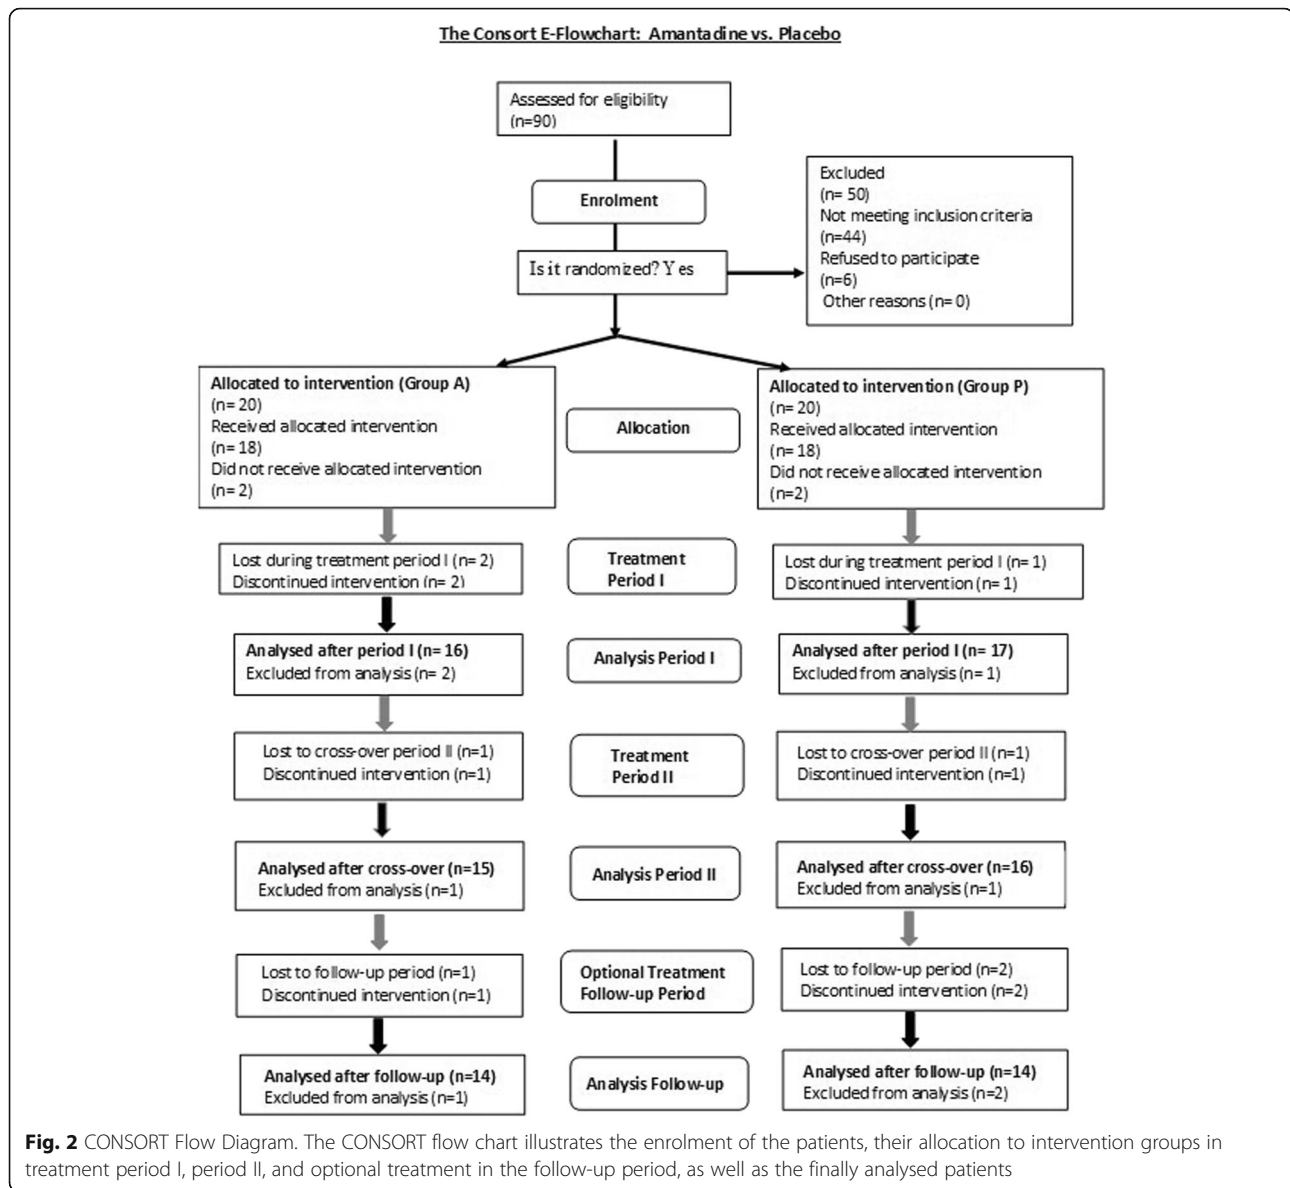 The Consort E-Flowchart: Amantadine vs. Placebo
Assessed for eligibility
(n=90)
Enrolment
Excluded
(n= 50)
Not meeting inclusion criteria
(n=44)
Refused to participate
(n=6)
Other reasons (n= 0)
Is it randomized? Yes
Allocated to intervention (Group A)
(n= 20)
Received allocated intervention
(n= 18)
Did not receive allocated intervention
(n= 2)
Allocation
Allocated to intervention (Group P)
(n= 20)
Received allocated intervention
(n= 18)
Did not receive allocated intervention
(n=2)
Lost during treatment period I (n= 2)
Discontinued intervention (n= 2)
Treatment
Period I
Lost during treatment period I (n= 1)
Discontinued intervention (n= 1)
Analysed after period I (n= 16)
Excluded from analysis (n= 2)
Analysis Period I
Analysed after period I (n= 17)
Excluded from analysis (n= 1)
Lost to cross-over period II (n=1)
Discontinued intervention (n=1)
Treatment
Period II
Lost to cross-over period II (n=1)
Discontinued intervention (n=1)
Analysed after cross-over (n=15)
Excluded from analysis (n=1)
Analysis Period II
Analysed after cross-over (n=16)
Excluded from analysis (n=1)
Lost to follow-up period (n=1)
Discontinued intervention (n=1)
Optional Treatment
Follow-up Period
Lost to follow-up period (n=2)
Discontinued intervention (n=2)
Analysed after follow-up (n=14)
Excluded from analysis (n=1)
Analysis Follow-up
Analysed after follow-up (n=14)
Excluded from analysis (n=2)
Fig. 2 CONSORT Flow Diagram. The CONSORT flow chart illustrates the enrolment of the patients, their allocation to intervention groups in
treatment period I, period II, and optional treatment in the follow-up period, as well as the finally analysed patients